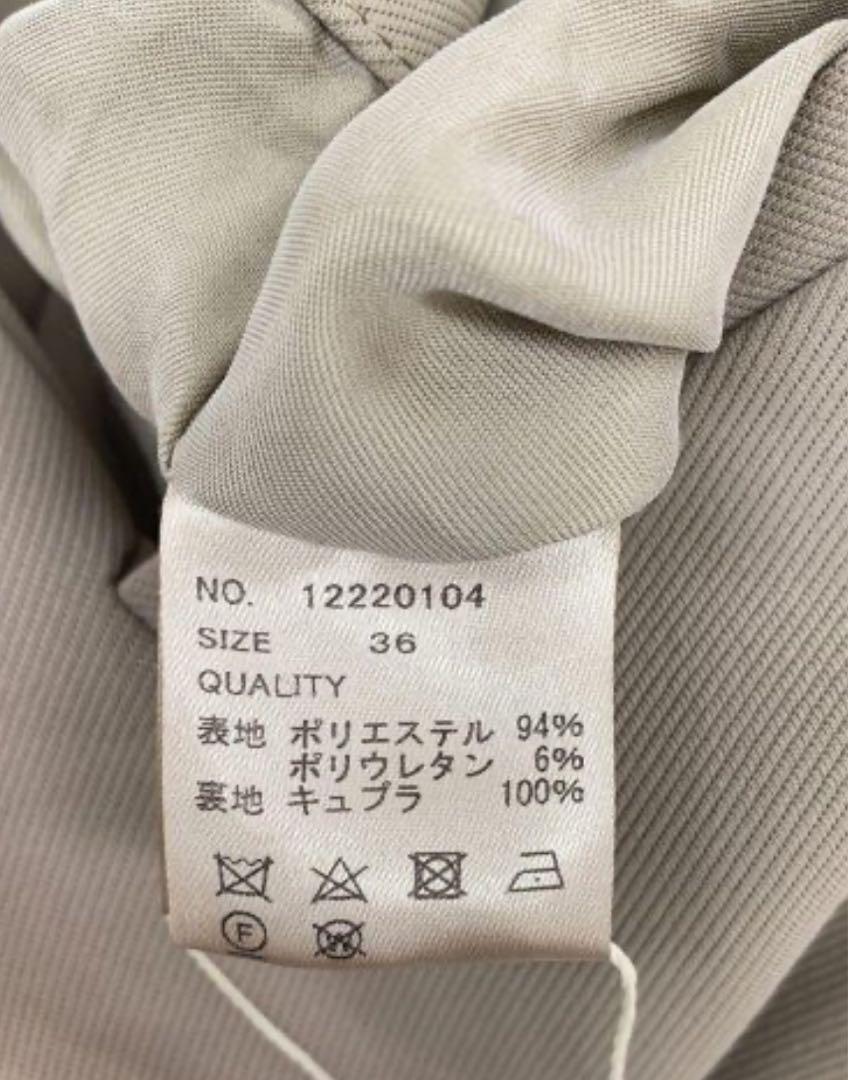 NO. 12220104
SIZE 36
QUALITY
表地 ポリエステル 94%
ポリウレタン 6%
裏地 キュプラ 100%
F